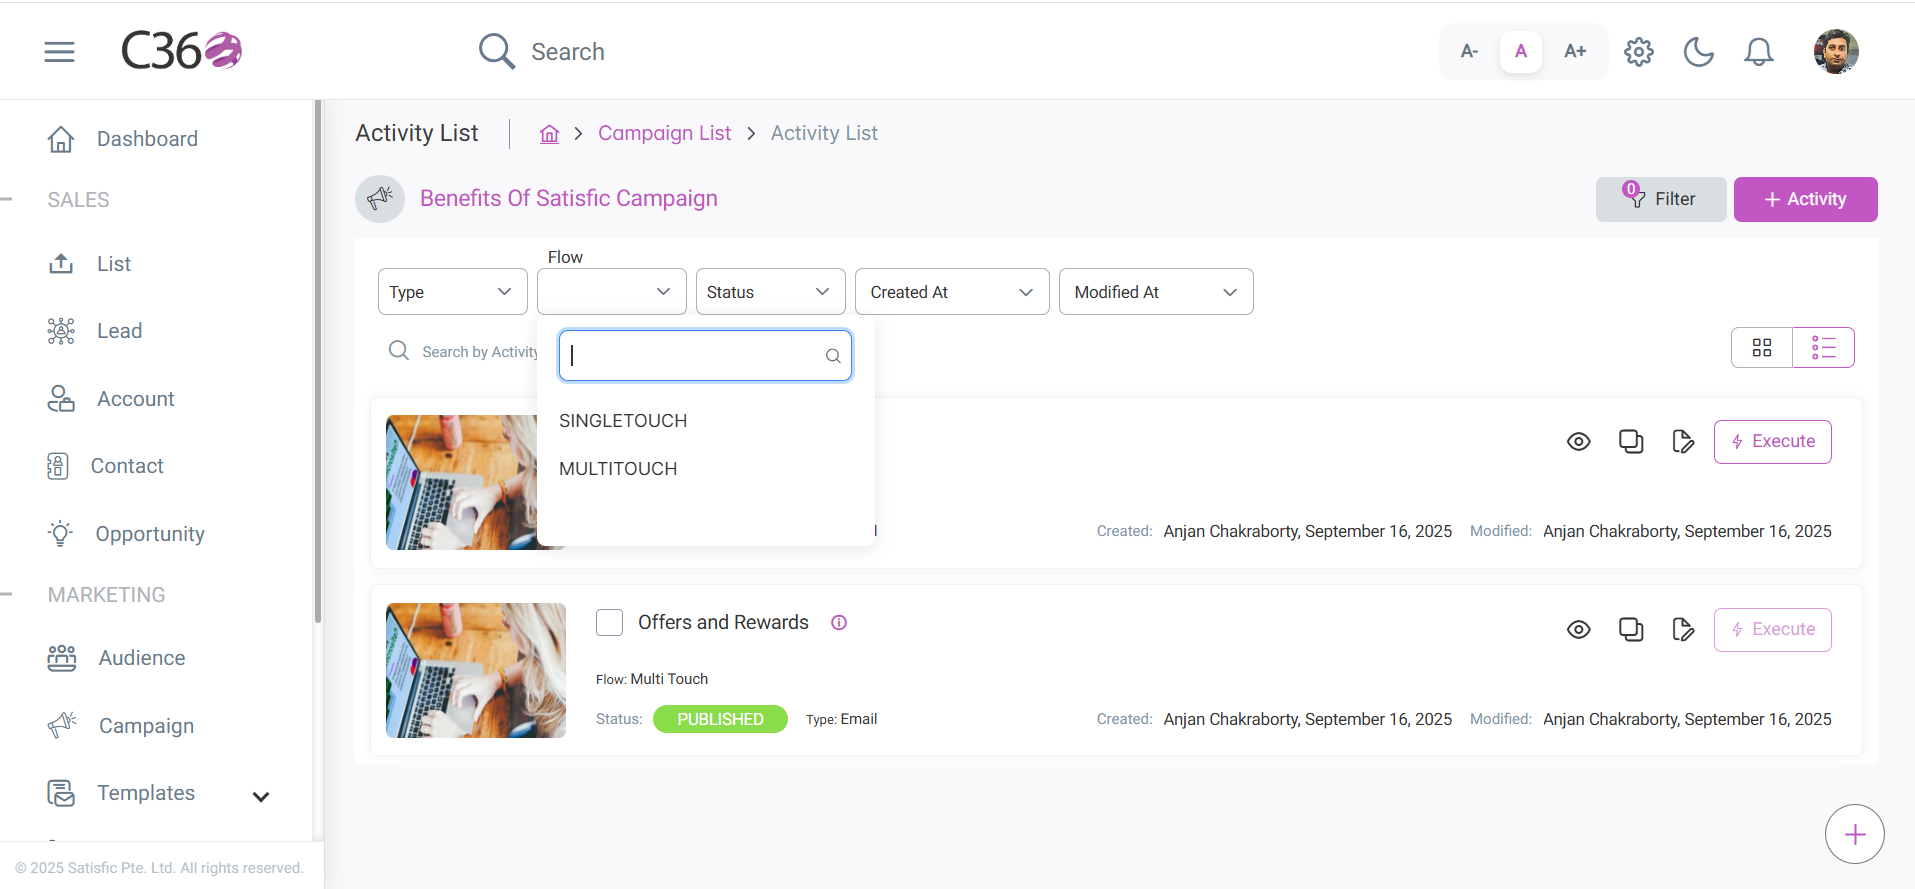 C360
Search
A- A A+
Dashboard
SALES
List
Lead
Account
Contact
Opportunity
MARKETING
Audience
Campaign
Templates
© 2025 Satisfic Pte. Ltd. All rights reserved.
Activity List
Campaign List
Activity List
Benefits Of Satisfic Campaign
0
Filter
+ Activity
Type
Flow
Status
Created At
Modified At
Search by Activity
SINGLETOUCH
MULTITOUCH
Execute
Created: Anjan Chakraborty, September 16, 2025 Modified: Anjan Chakraborty, September 16, 2025
Offers and Rewards
Execute
Flow: Multi Touch
Status: PUBLISHED Type: Email
Created: Anjan Chakraborty, September 16, 2025 Modified: Anjan Chakraborty, September 16, 2025